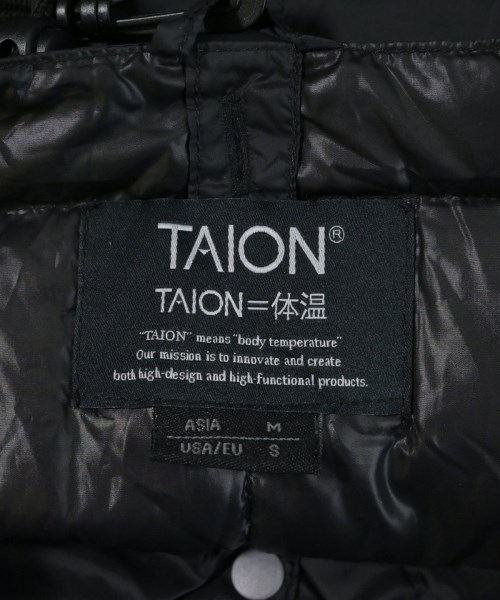 TAION®
TAION=体温
"TAION" means "body temperature"
Our mission is to innovate and create
both high-design and high-functional products.
ASIA M
USA/EU S